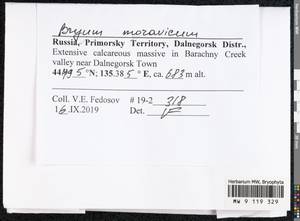 Bryum moravicum
Russia, Primorsky Territory, Dalnegorsk Distr.,
Extensive calcareous massive in Barachny Creek
valley near Dalnegorsk Town
5 °N; 135.385 ° E, ca. 683 m alt.
Coll. V.E. Fedosov # 19-2 318
16.IX.2019 Det.
Herbarium MW, Bryophyta
MW 9 119 329